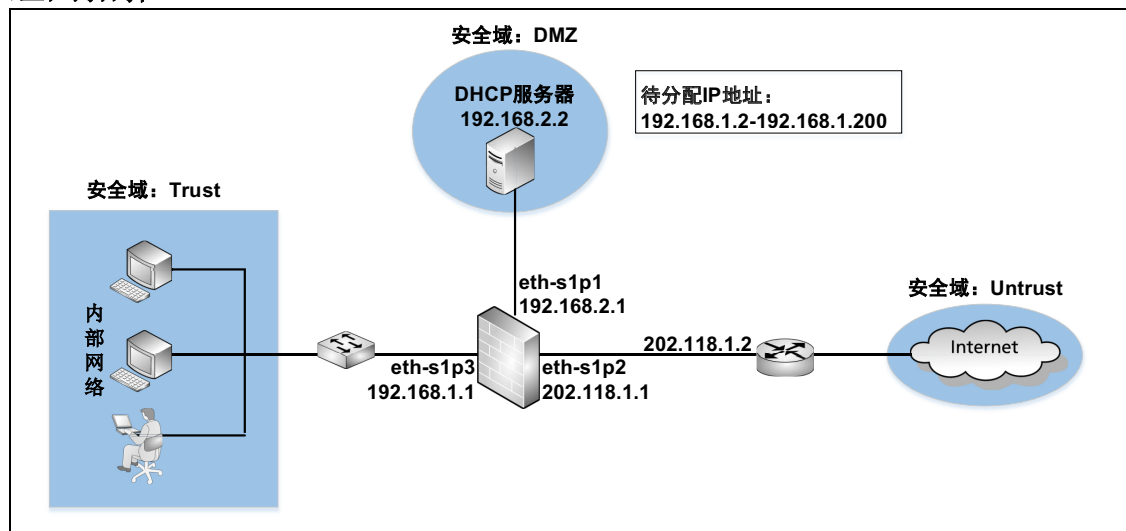 安全域：DMZ
DHCP服务器
192.168.2.2
待分配IP地址：
192.168.1.2-192.168.1.200
安全域：Trust
内
部
网
络
eth-s1p1
192.168.2.1
eth-s1p3
192.168.1.1
eth-s1p2
202.118.1.1
202.118.1.2
安全域：Untrust
Internet